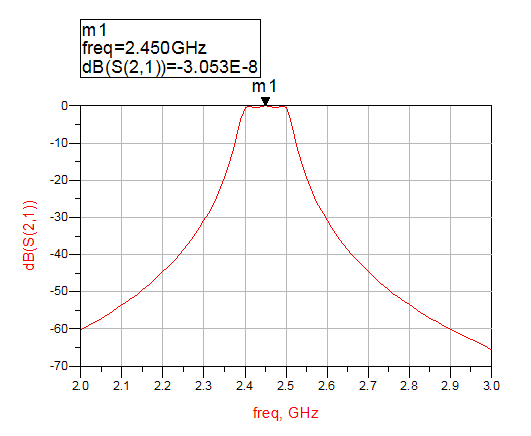 m1
freq=2.450GHz
dB(S(2,1))=-3.053E-8
m1
0
-10
-20
-30
-40
-50
-60
-70
dB(S(2,1))
2.0 2.1 2.2 2.3 2.4 2.5 2.6 2.7 2.8 2.9 3.0
freq, GHz